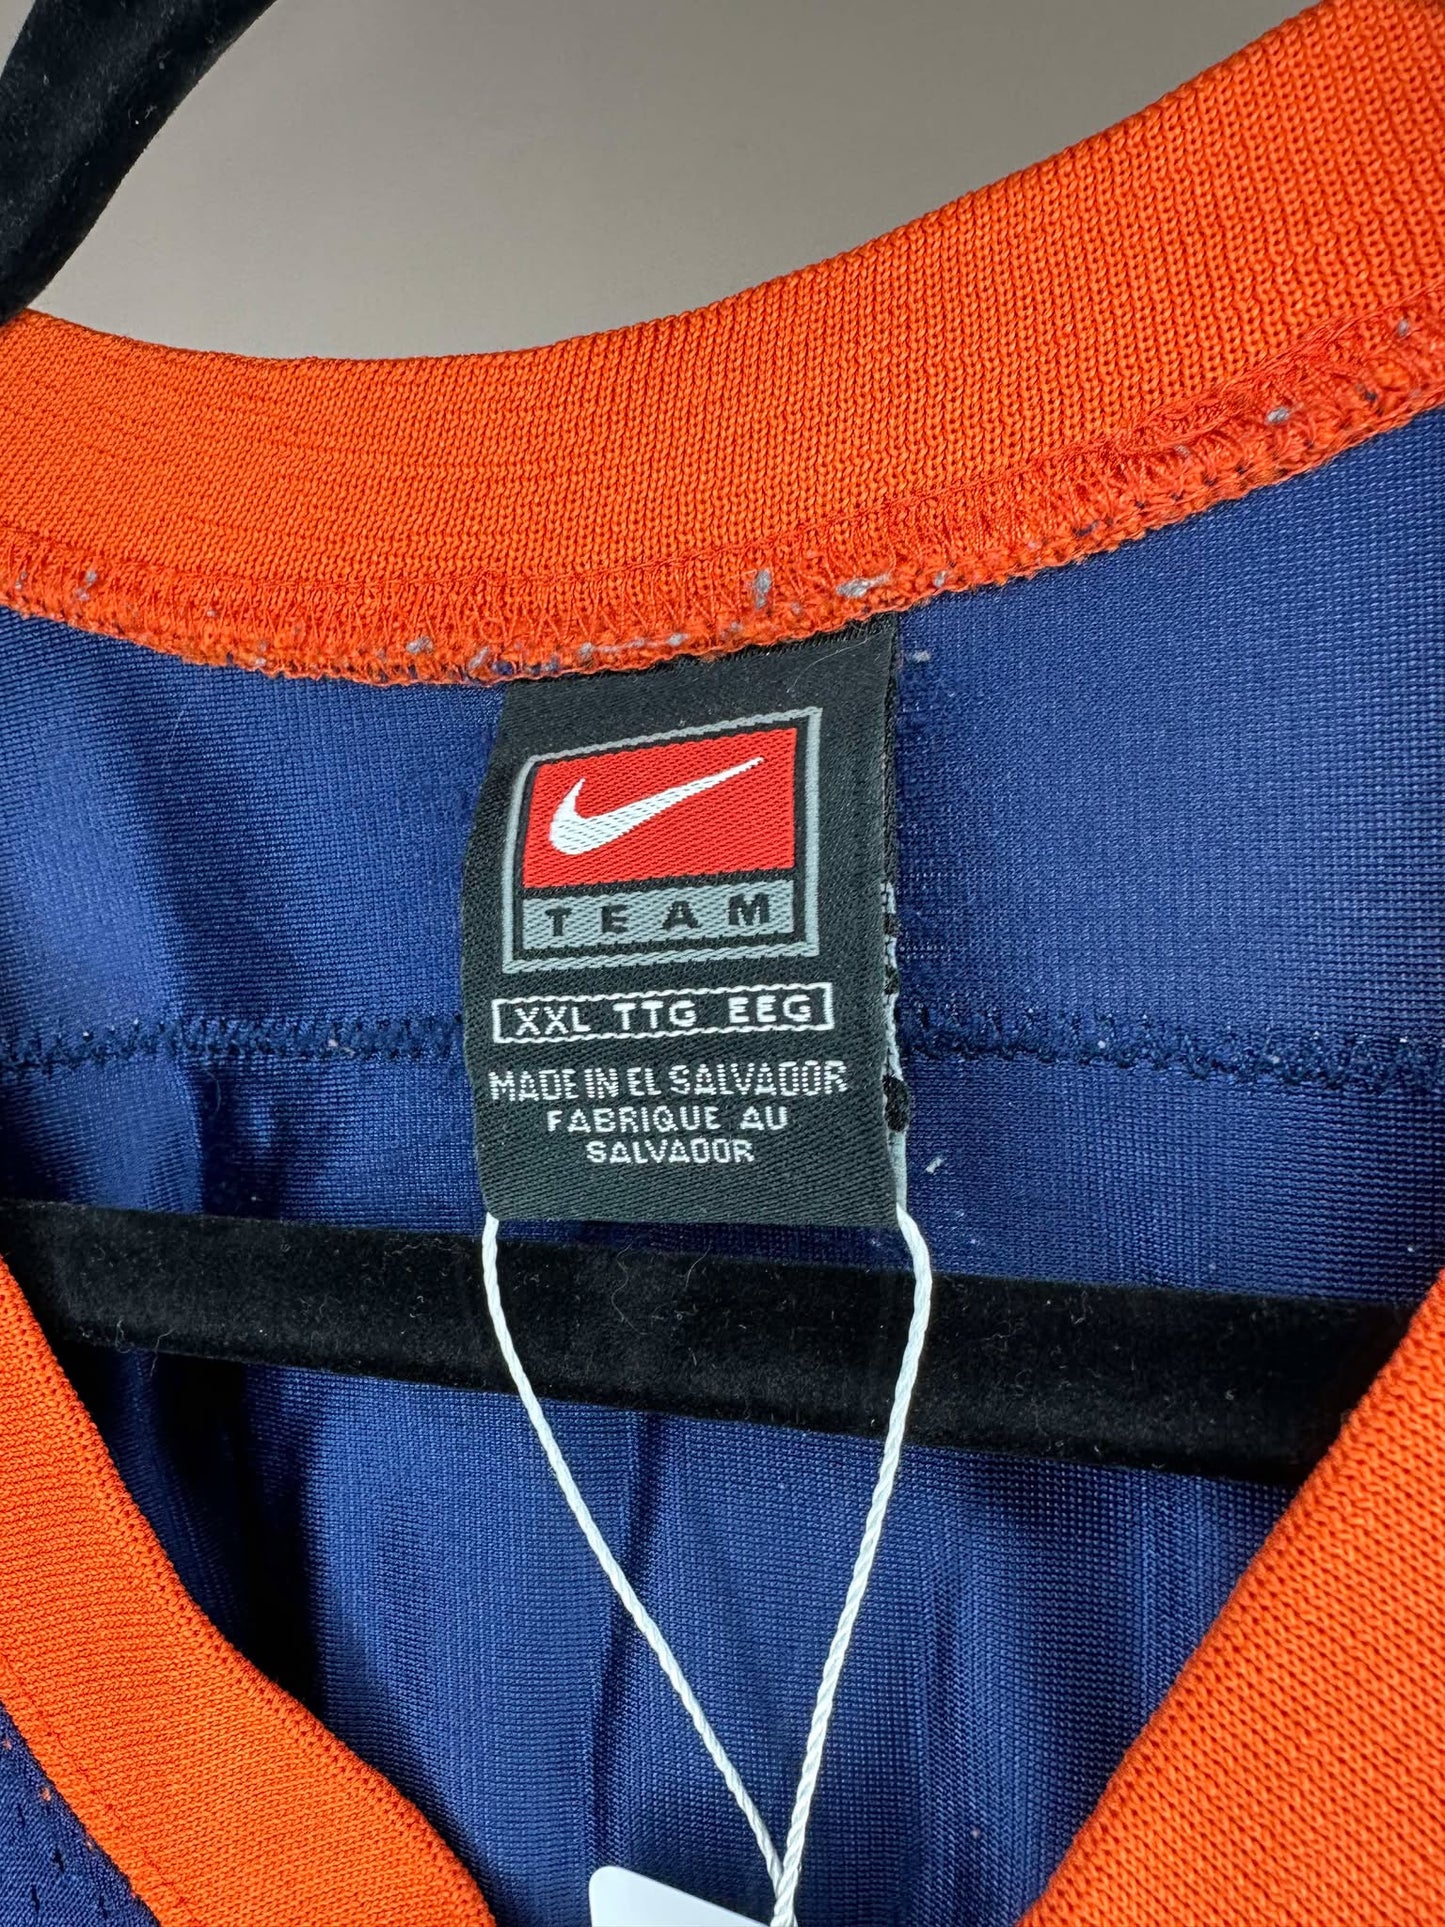 TEAM
XXL TTG EEG
MADE IN EL SALVADOR
FABRIQUE AU
SALVADOR